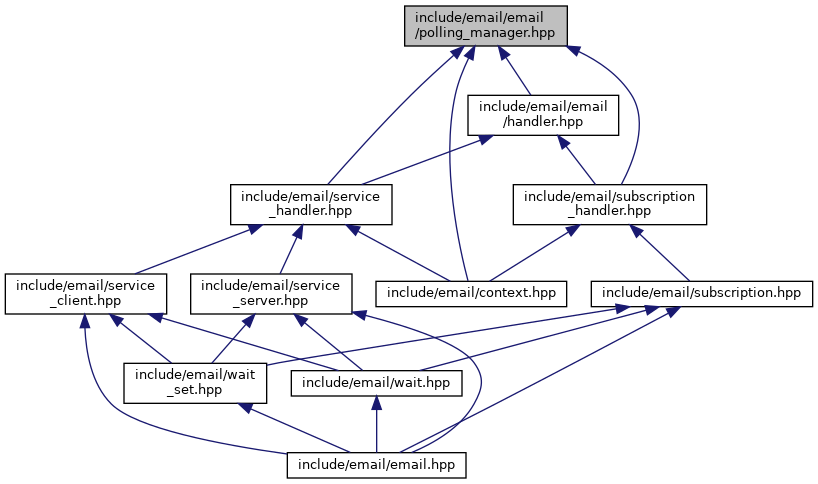 include/email/email
/polling_manager.hpp
include/email/email
/handler.hpp
include/email/service
_handler.hpp
include/email/subscription
_handler.hpp
include/email/service
_client.hpp
include/email/service
_server.hpp
include/email/context.hpp
include/email/subscription.hpp
include/email/wait
_set.hpp
include/email/wait.hpp
include/email/email.hpp